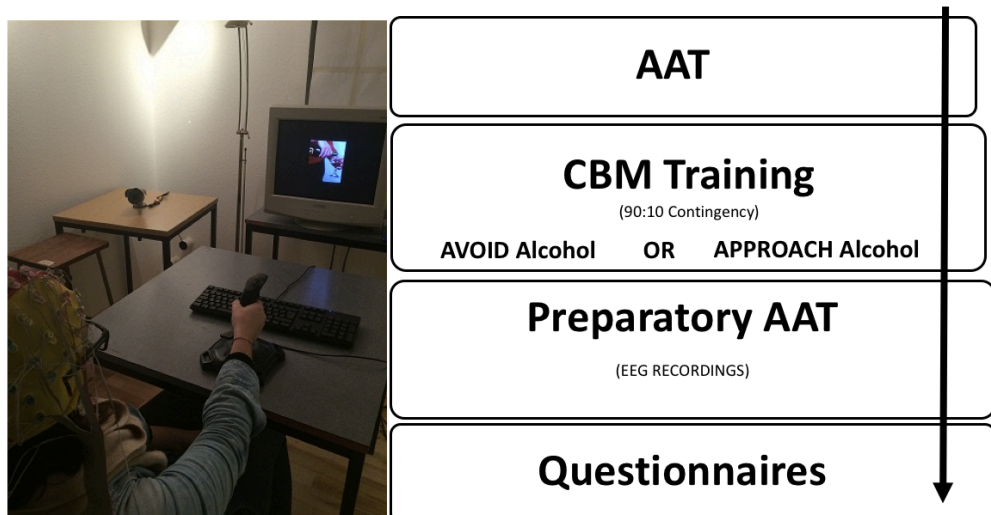 AAT
CBM Training
(90:10 Contingency)
AVOID Alcohol OR APPROACH Alcohol
Preparatory AAT
(EEG RECORDINGS)
Questionnaires